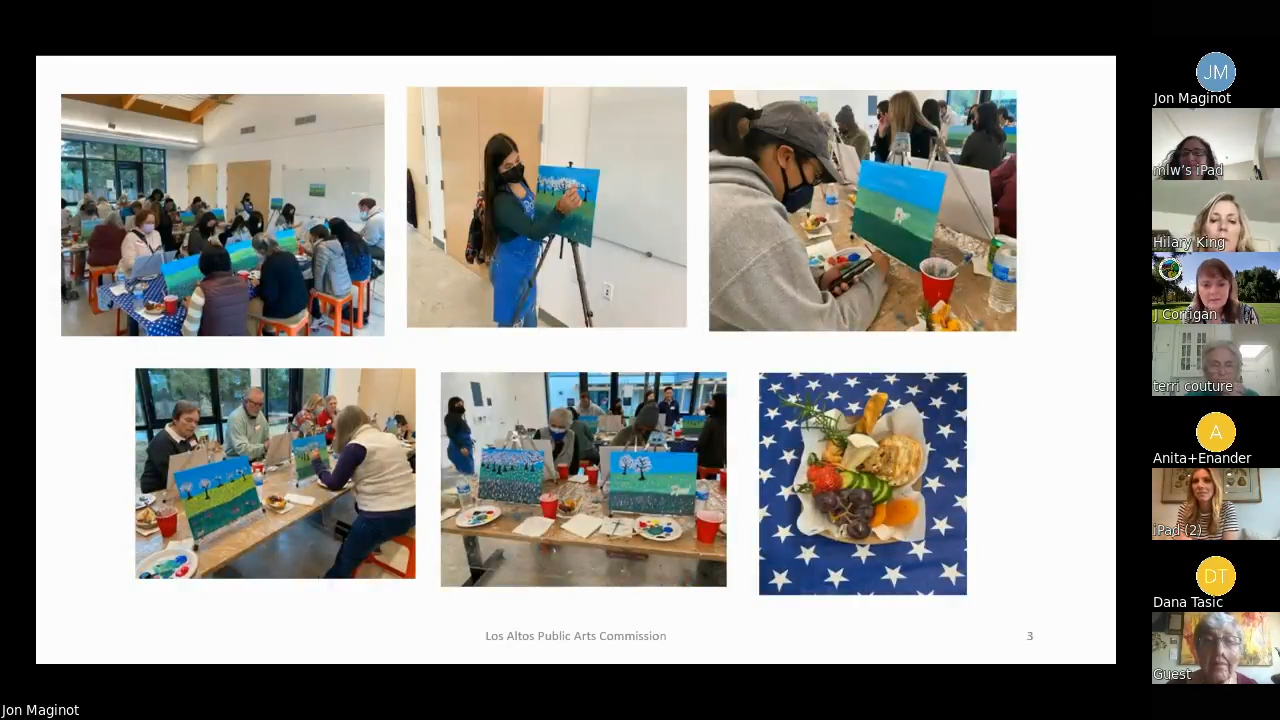 Los Altos Public Arts Commission
3
JM
Jon Maginot
mlw's iPad
Hilary King
J Corrigan
terri couture
A
Anita+Enander
iPad (2)
DT
Dana Tasic
Guest
Jon Maginot